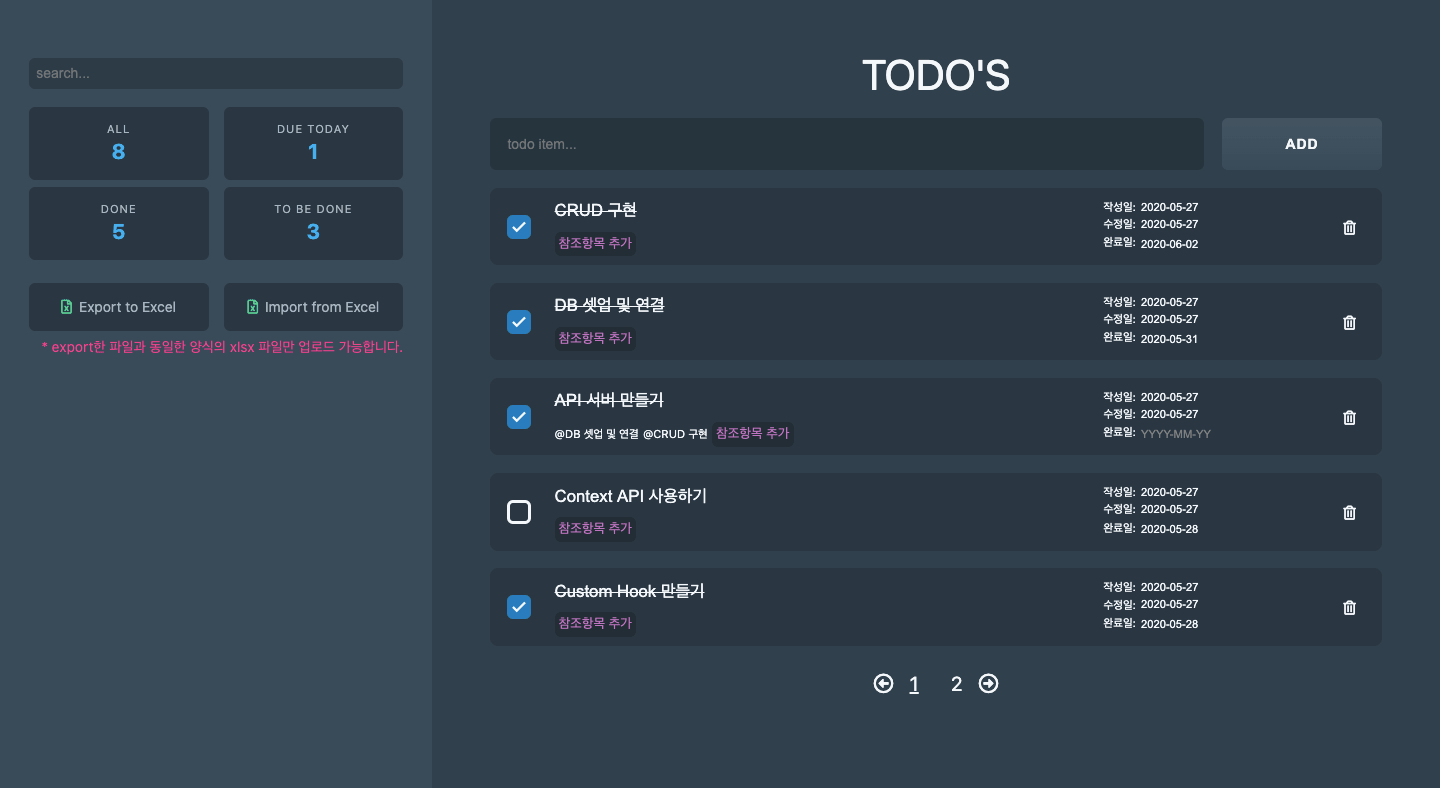 search...
ALL
8
DUE TODAY
1
DONE
5
TO BE DONE
3
Export to Excel
Import from Excel
* export한 파일과 동일한 양식의 xlsx 파일만 업로드 가능합니다.
TODO'S
todo item...
ADD
CRUD 구현
참조항목 추가
작성일: 2020-05-27
수정일: 2020-05-27
완료일: 2020-06-02
DB 셋업 및 연결
참조항목 추가
작성일: 2020-05-27
수정일: 2020-05-27
완료일: 2020-05-31
API 서버 만들기
@DB 셋업 및 연결 @CRUD 구현 참조항목 추가
작성일: 2020-05-27
수정일: 2020-05-27
완료일: YYYY-MM-YY
Context API 사용하기
참조항목 추가
작성일: 2020-05-27
수정일: 2020-05-27
완료일: 2020-05-28
Custom Hook 만들기
참조항목 추가
작성일: 2020-05-27
수정일: 2020-05-27
완료일: 2020-05-28
1 2